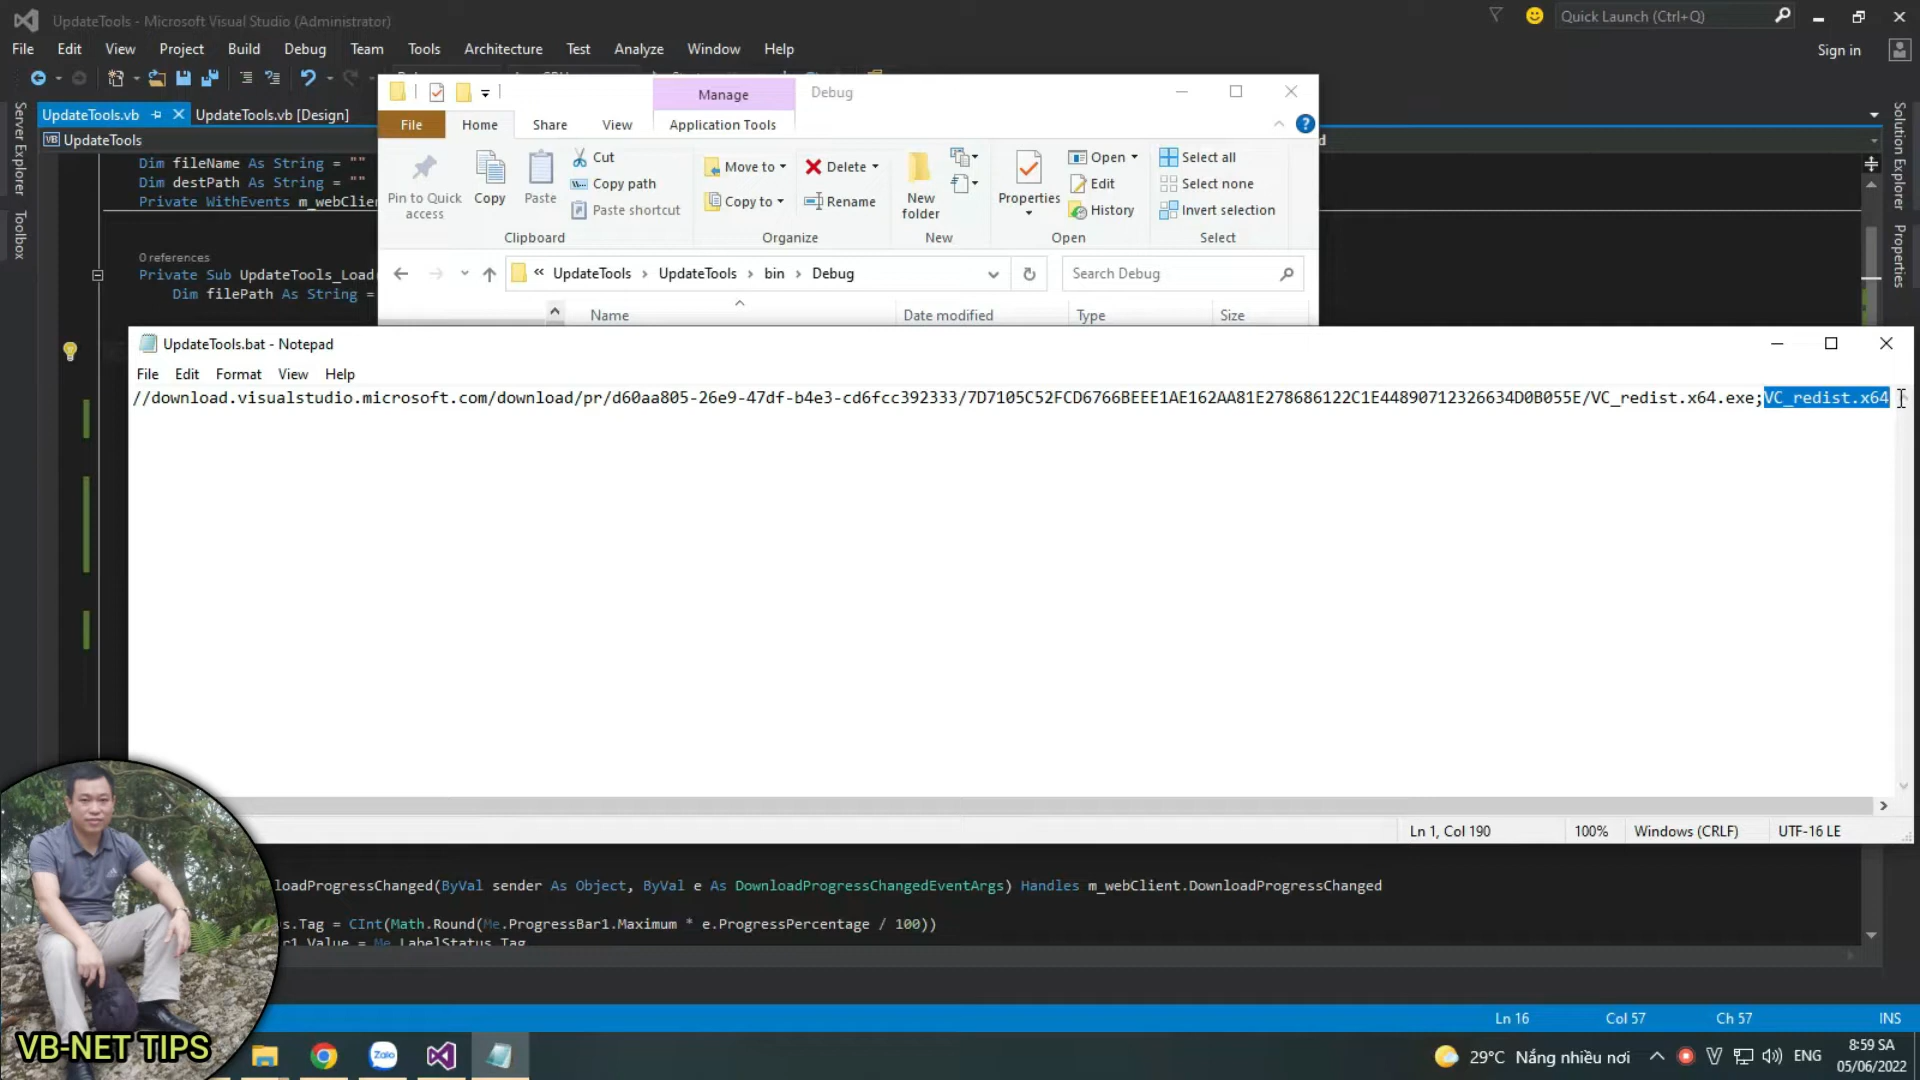 UpdateTools - Microsoft Visual Studio (Administrator)
Quick Launch (Ctrl+Q)
File Edit View Project Build Debug Team Tools Architecture Test Analyze Window Help
Sign in
UpdateTools.vb
UpdateTools.vb [Design]
UpdateTools
Server Explorer
Toolbox
Solution Explorer
Properties
Dim fileName As String = ""
Dim destPath As String = ""
Private WithEvents m_webClien
0 references
Private Sub UpdateTools_Load(
Dim filePath As String =
Manage
Debug
File Home Share View Application Tools
Pin to Quick access
Copy
Paste
Cut
Copy path
Paste shortcut
Clipboard
Move to
Copy to
Delete
Rename
Organize
New folder
New
Properties
Open
Edit
History
Open
Select all
Select none
Invert selection
Select
« UpdateTools › UpdateTools › bin › Debug
Search Debug
Name Date modified Type Size
UpdateTools.bat - Notepad
File Edit Format View Help
//download.visualstudio.microsoft.com/download/pr/d60aa805-26e9-47df-b4e3-cd6fcc392333/7D7105C52FCD6766BEEE1AE162AA81E278686122C1E44890712326634D0B055E/VC_redist.x64.exe;VC_redist.x64
Ln 1, Col 190
100%
Windows (CRLF)
UTF-16 LE
loadProgressChanged(ByVal sender As Object, ByVal e As DownloadProgressChangedEventArgs) Handles m_webClient.DownloadProgressChanged
s.Tag = CInt(Math.Round(Me.ProgressBar1.Maximum * e.ProgressPercentage / 100))
r1.Value = Me.LabelStatus.Tag
Ln 16 Col 57 Ch 57 INS
VB-NET TIPS
Zalo
29°C Nắng nhiều nơi
ENG
8:59 SA
05/06/2022